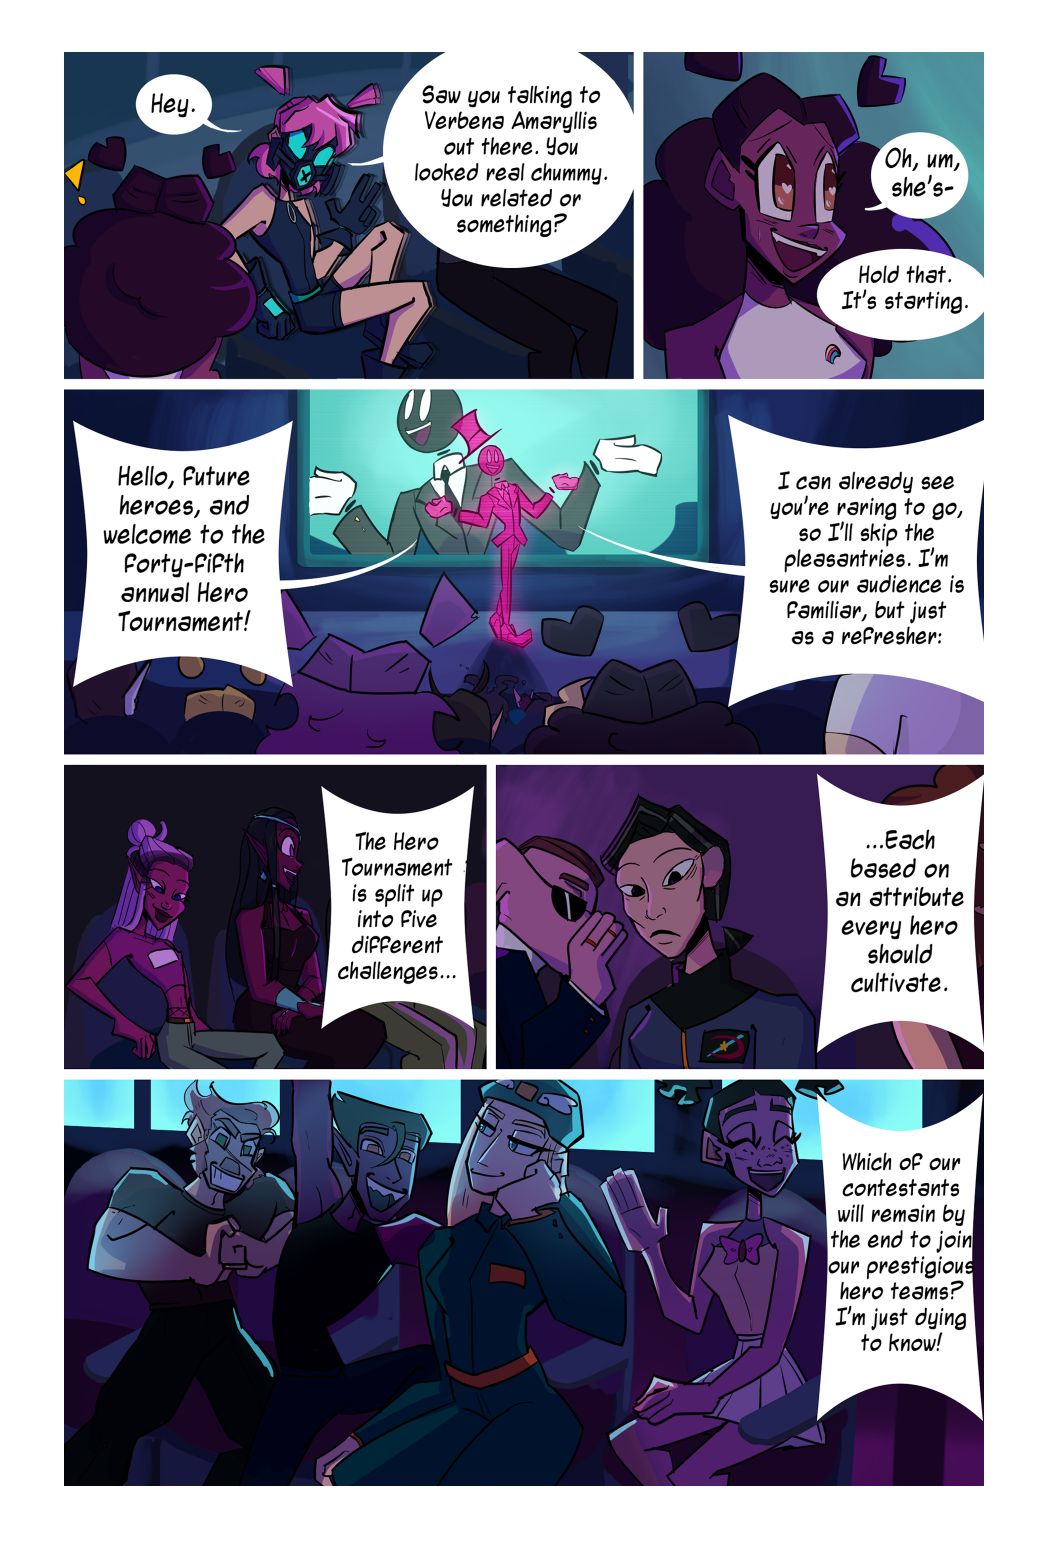 Hey.
Saw you talking to
Verbena Amaryllis
out there. You
looked real chummy.
You related or
something?
Oh, um,
she's-
Hold that.
It's starting.
Hello, future
heroes, and
welcome to the
forty-fifth
annual Hero
Tournament!
I can already see
you're raring to go,
so I'll skip the
pleasantries. I'm
sure our audience is
familiar, but just
as a refresher:
The Hero
Tournament
is split up
into five
different
challenges...
...Each
based on
an attribute
every hero
should
cultivate.
Which of our
contestants
will remain by
the end to join
our prestigious
hero teams?
I'm just dying
to know!